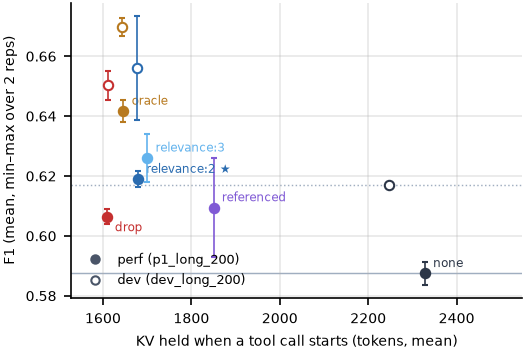 F1 (mean, min–max over 2 reps)
0.66
0.64
0.62
0.60
0.58
oracle
relevance:3
relevance:2 ★
referenced
drop
none
perf (p1_long_200)
dev (dev_long_200)
1600
1800
2000
2200
2400
KV held when a tool call starts (tokens, mean)